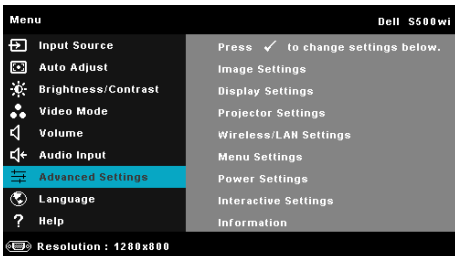 Menu Dell S500wi
Input Source Press ✓ to change settings below.
Auto Adjust Image Settings
Brightness/Contrast Display Settings
Video Mode Projector Settings
Volume Wireless/LAN Settings
Audio Input Menu Settings
Advanced Settings Power Settings
Language Interactive Settings
? Help Information
Resolution : 1280x800